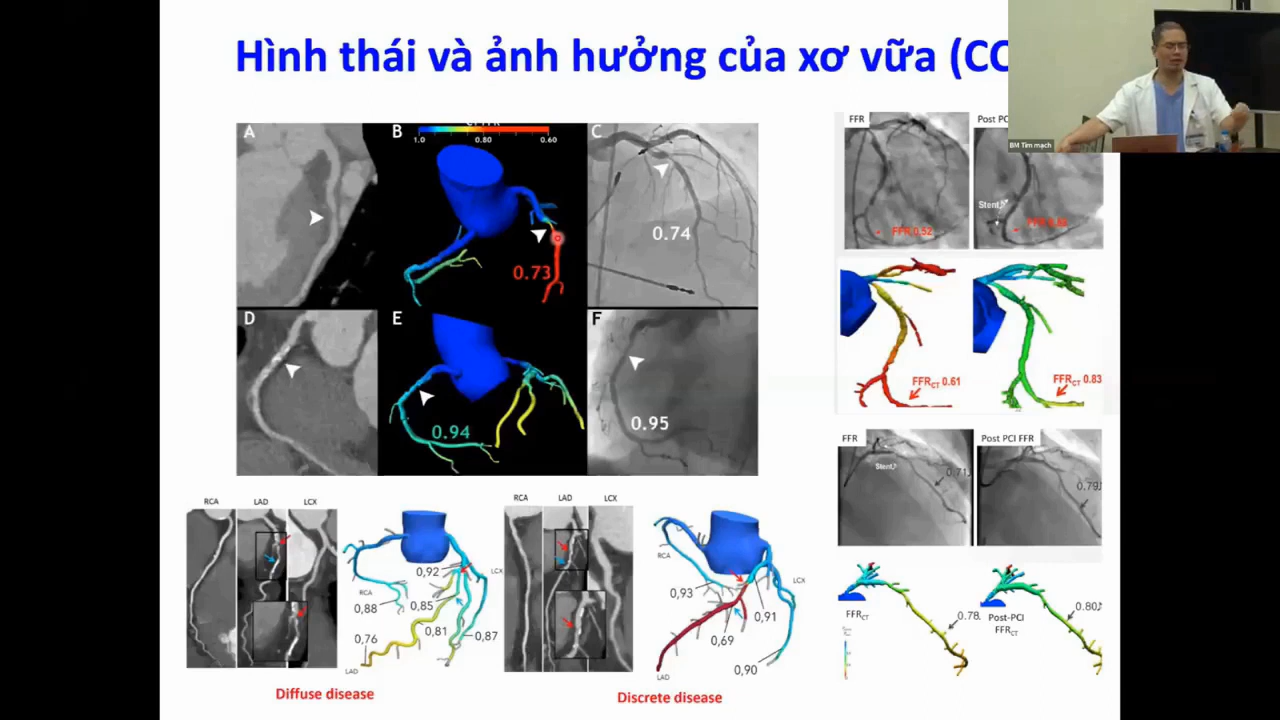 Hình thái và ảnh hưởng của xơ vữa (CC
BM Tim mạch
A
B
1.0
0.80
0.60
C
0.73
0.74
D
E
F
0.94
0.95
FFR
Post PC
Stent
FFR 0.52
FFR
FFRCT 0.61
FFRCT 0.83
FFR
Post PCI FFR
Stent
0.71
0.79
FFRCT
0.78
Post-PCI
FFRCT
0.80
RCA
LAD
LCX
0,92
LCX
RCA
0,88
0,85
0,81
0,87
0,76
LAD
Diffuse disease
RCA
LAD
LCX
RCA
LCX
0,93
0,91
0,69
0,90
LAD
Discrete disease